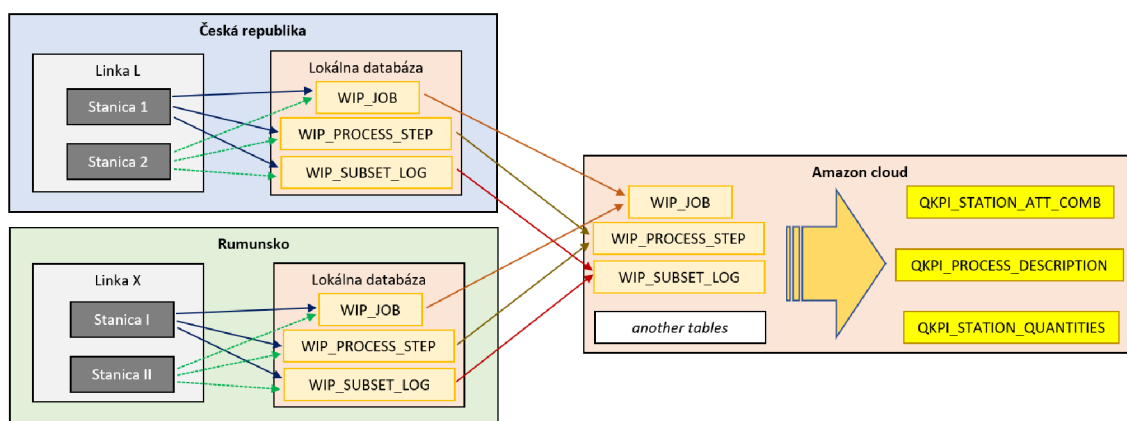 Česká republika
Linka L
Stanica 1
Stanica 2
Lokálna databáza
WIP_JOB
WIP_PROCESS_STEP
WIP_SUBSET_LOG
Rumunsko
Linka X
Stanica I
Stanica II
Lokálna databáza
WIP_JOB
WIP_PROCESS_STEP
WIP_SUBSET_LOG
Amazon cloud
WIP_JOB
WIP_PROCESS_STEP
WIP_SUBSET_LOG
another tables
QKPI_STATION_ATT_COMB
QKPI_PROCESS_DESCRIPTION
QKPI_STATION_QUANTITIES